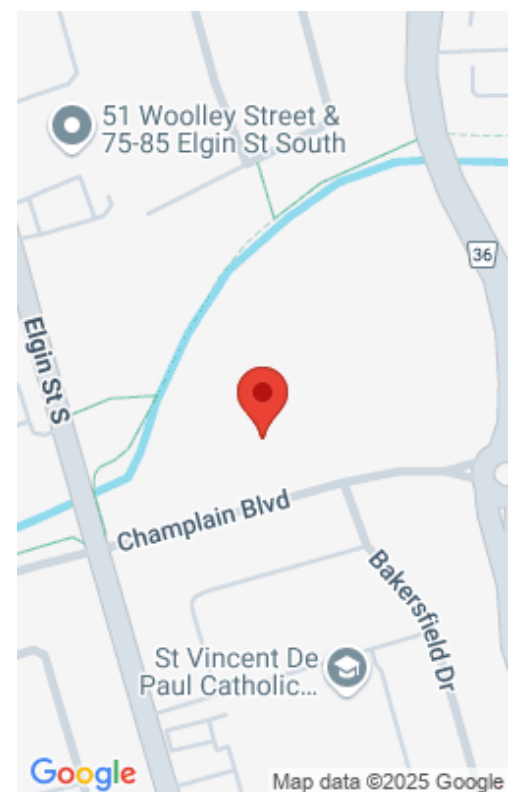 51 Woolley Street &
75-85 Elgin St South
36
Elgin St S
Champlain Blvd
Bakersfield Dr
St Vincent De
Paul Catholic...
Google
Map data ©2025 Google